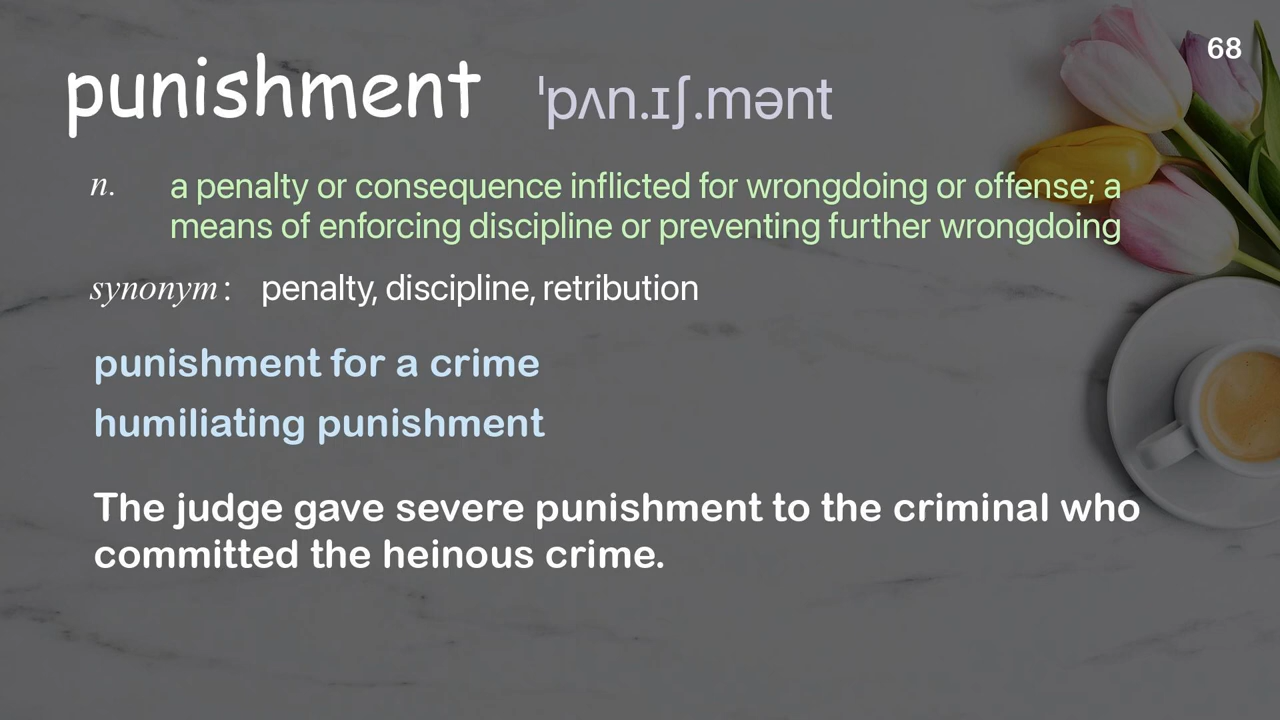 68
punishment ˈpʌn.ɪʃ.mənt
n. a penalty or consequence inflicted for wrongdoing or offense; a
means of enforcing discipline or preventing further wrongdoing
synonym: penalty, discipline, retribution
punishment for a crime
humiliating punishment
The judge gave severe punishment to the criminal who
committed the heinous crime.